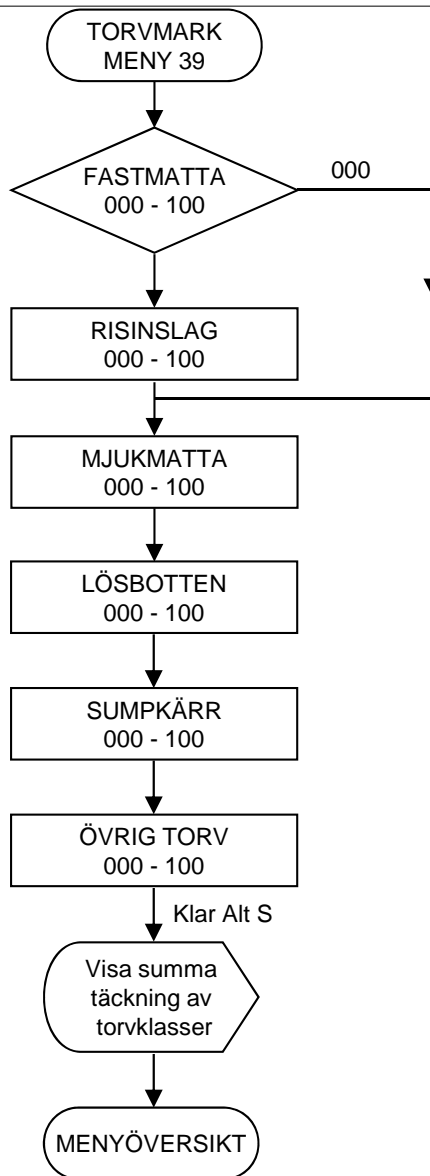 TORVMARK
MENY 39
FASTMATTA
000 - 100
000
RISINSLAG
000 - 100
MJUKMATTA
000 - 100
LÖSBOTTEN
000 - 100
SUMPKÄRR
000 - 100
ÖVRIG TORV
000 - 100
Klar Alt S
Visa summa
täckning av
torvklasser
MENYÖVERSIKT